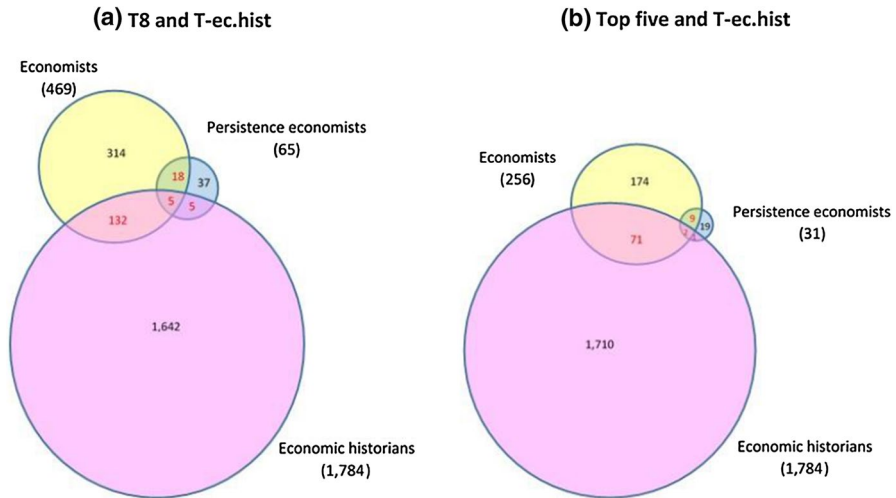 (a) T8 and T-ec.hist
Economists
(469)
Persistence economists
(65)
314
18
37
5
5
132
1,642
Economic historians
(1,784)
(b) Top five and T-ec.hist
Economists
(256)
174
Persistence economists
(31)
9
19
71
1,710
Economic historians
(1,784)